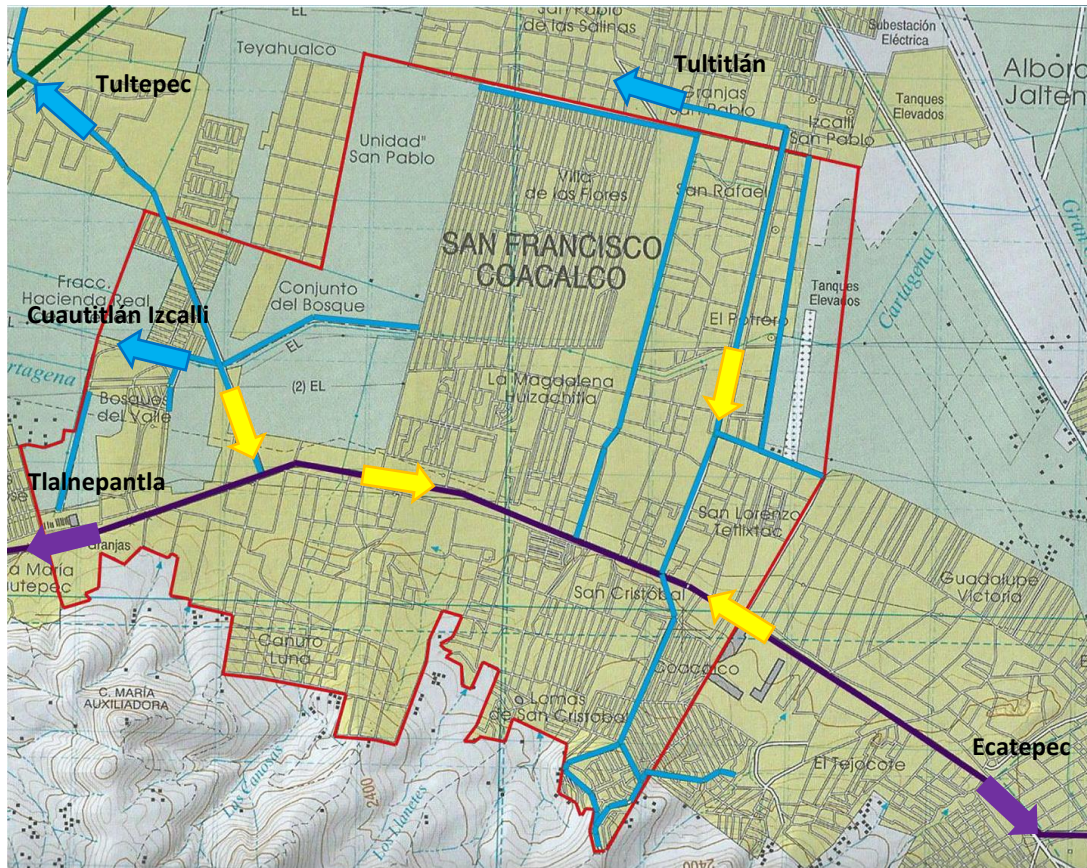 EL
San Pablo
de las Salinas
Subestación
Eléctrica
Teyahualco
Tultitlán
Tultepec
Granjas
San Pablo
Tanques
Elevados
Izcalli
San Pablo
Unidad
San Pablo
Villa
de las Flores
San Rafael
SAN FRANCISCO
COACALCO
Cartagena
Fracc.
Hacienda Real
Conjunto
del Bosque
Tanques
Elevados
Cuautitlán Izcalli
El Potrero
EL
(2) EL
La Magdalena
Huizachitla
Bosques
del Valle
Tlalnepantla
San Lorenzo
Tetlixtac
Granjas
San Cristóbal
Guadalupe
Victoria
Canuto
Luna
Coacalco
C. MARÍA
AUXILIADORA
Lomas
de San Cristóbal
Ecatepec
El Tejocote
2400
2400
Las Canosas
Los Llanetes